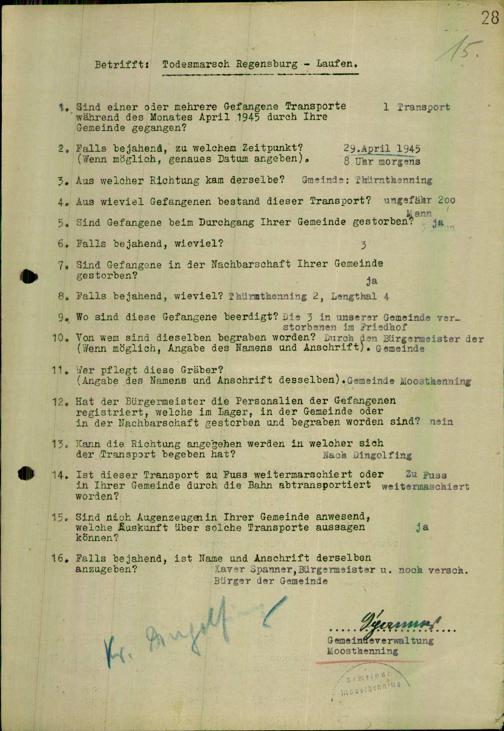 28
15.
Betrifft: Todesmarsch Regensburg - Laufen.
1. Sind einer oder mehrere Gefangene Transporte 1 Transport
während des Monates April 1945 durch Ihre
Gemeinde gegangen?
2. Falls bejahend, zu welchem Zeitpunkt? 29.April 1945
(Wenn möglich, genaues Datum angeben). 8 Uhr morgens
3. Aus welcher Richtung kam derselbe? Gmeinde: Thürnthenning
4. Aus wieviel Gefangenen bestand dieser Transport? ungefähr 200
Mann
5. Sind Gefangene beim Durchgang Ihrer Gemeinde gestorben? ja
6. Falls bejahend, wieviel? 3
7. Sind Gefangene in der Nachbarschaft Ihrer Gemeinde
gestorben? ja
8. Falls bejahend, wieviel? Thürnthenning 2, Lengthal 4
9. Wo sind diese Gefangene beerdigt? Die 3 in unserer Gemeinde ver-
storbenen im Friedhof
10. Von wem sind dieselben begraben worden? Durch den Bürgermeister der
(Wenn möglich, Angabe des Namens und Anschrift). Gemeinde
11. Wer pflegt diese Gräber?
(Angabe des Namens und Anschrift desselben). Gemeinde Moosthenning
12. Hat der Bürgermeister die Personalien der Gefangenen
registriert, welche im Lager, in der Gemeinde oder
in der Nachbarschaft gestorben und begraben worden sind? nein
13. Kann die Richtung angegehen werden in welcher sich
der Transport begeben hat? Nach Dingolfing
14. Ist dieser Transport zu Fuss weitermarschiert oder Zu Fuss
in Ihrer Gemeinde durch die Bahn abtransportiert weitermaschiert
worden?
15. Sind nich Augenzeugen in Ihrer Gemeinde anwesend,
welche Auskunft über solche Transporte aussagen ja
können?
16. Falls bejahend, ist Name und Anschrift derselben
anzugeben? Xaver Spanner, Bürgermeister u. noch versch.
Bürger der Gemeinde
Kr. Dingolfing
Gemeindeverwaltung
Moosthenning
Gemeinde
Moosthenning